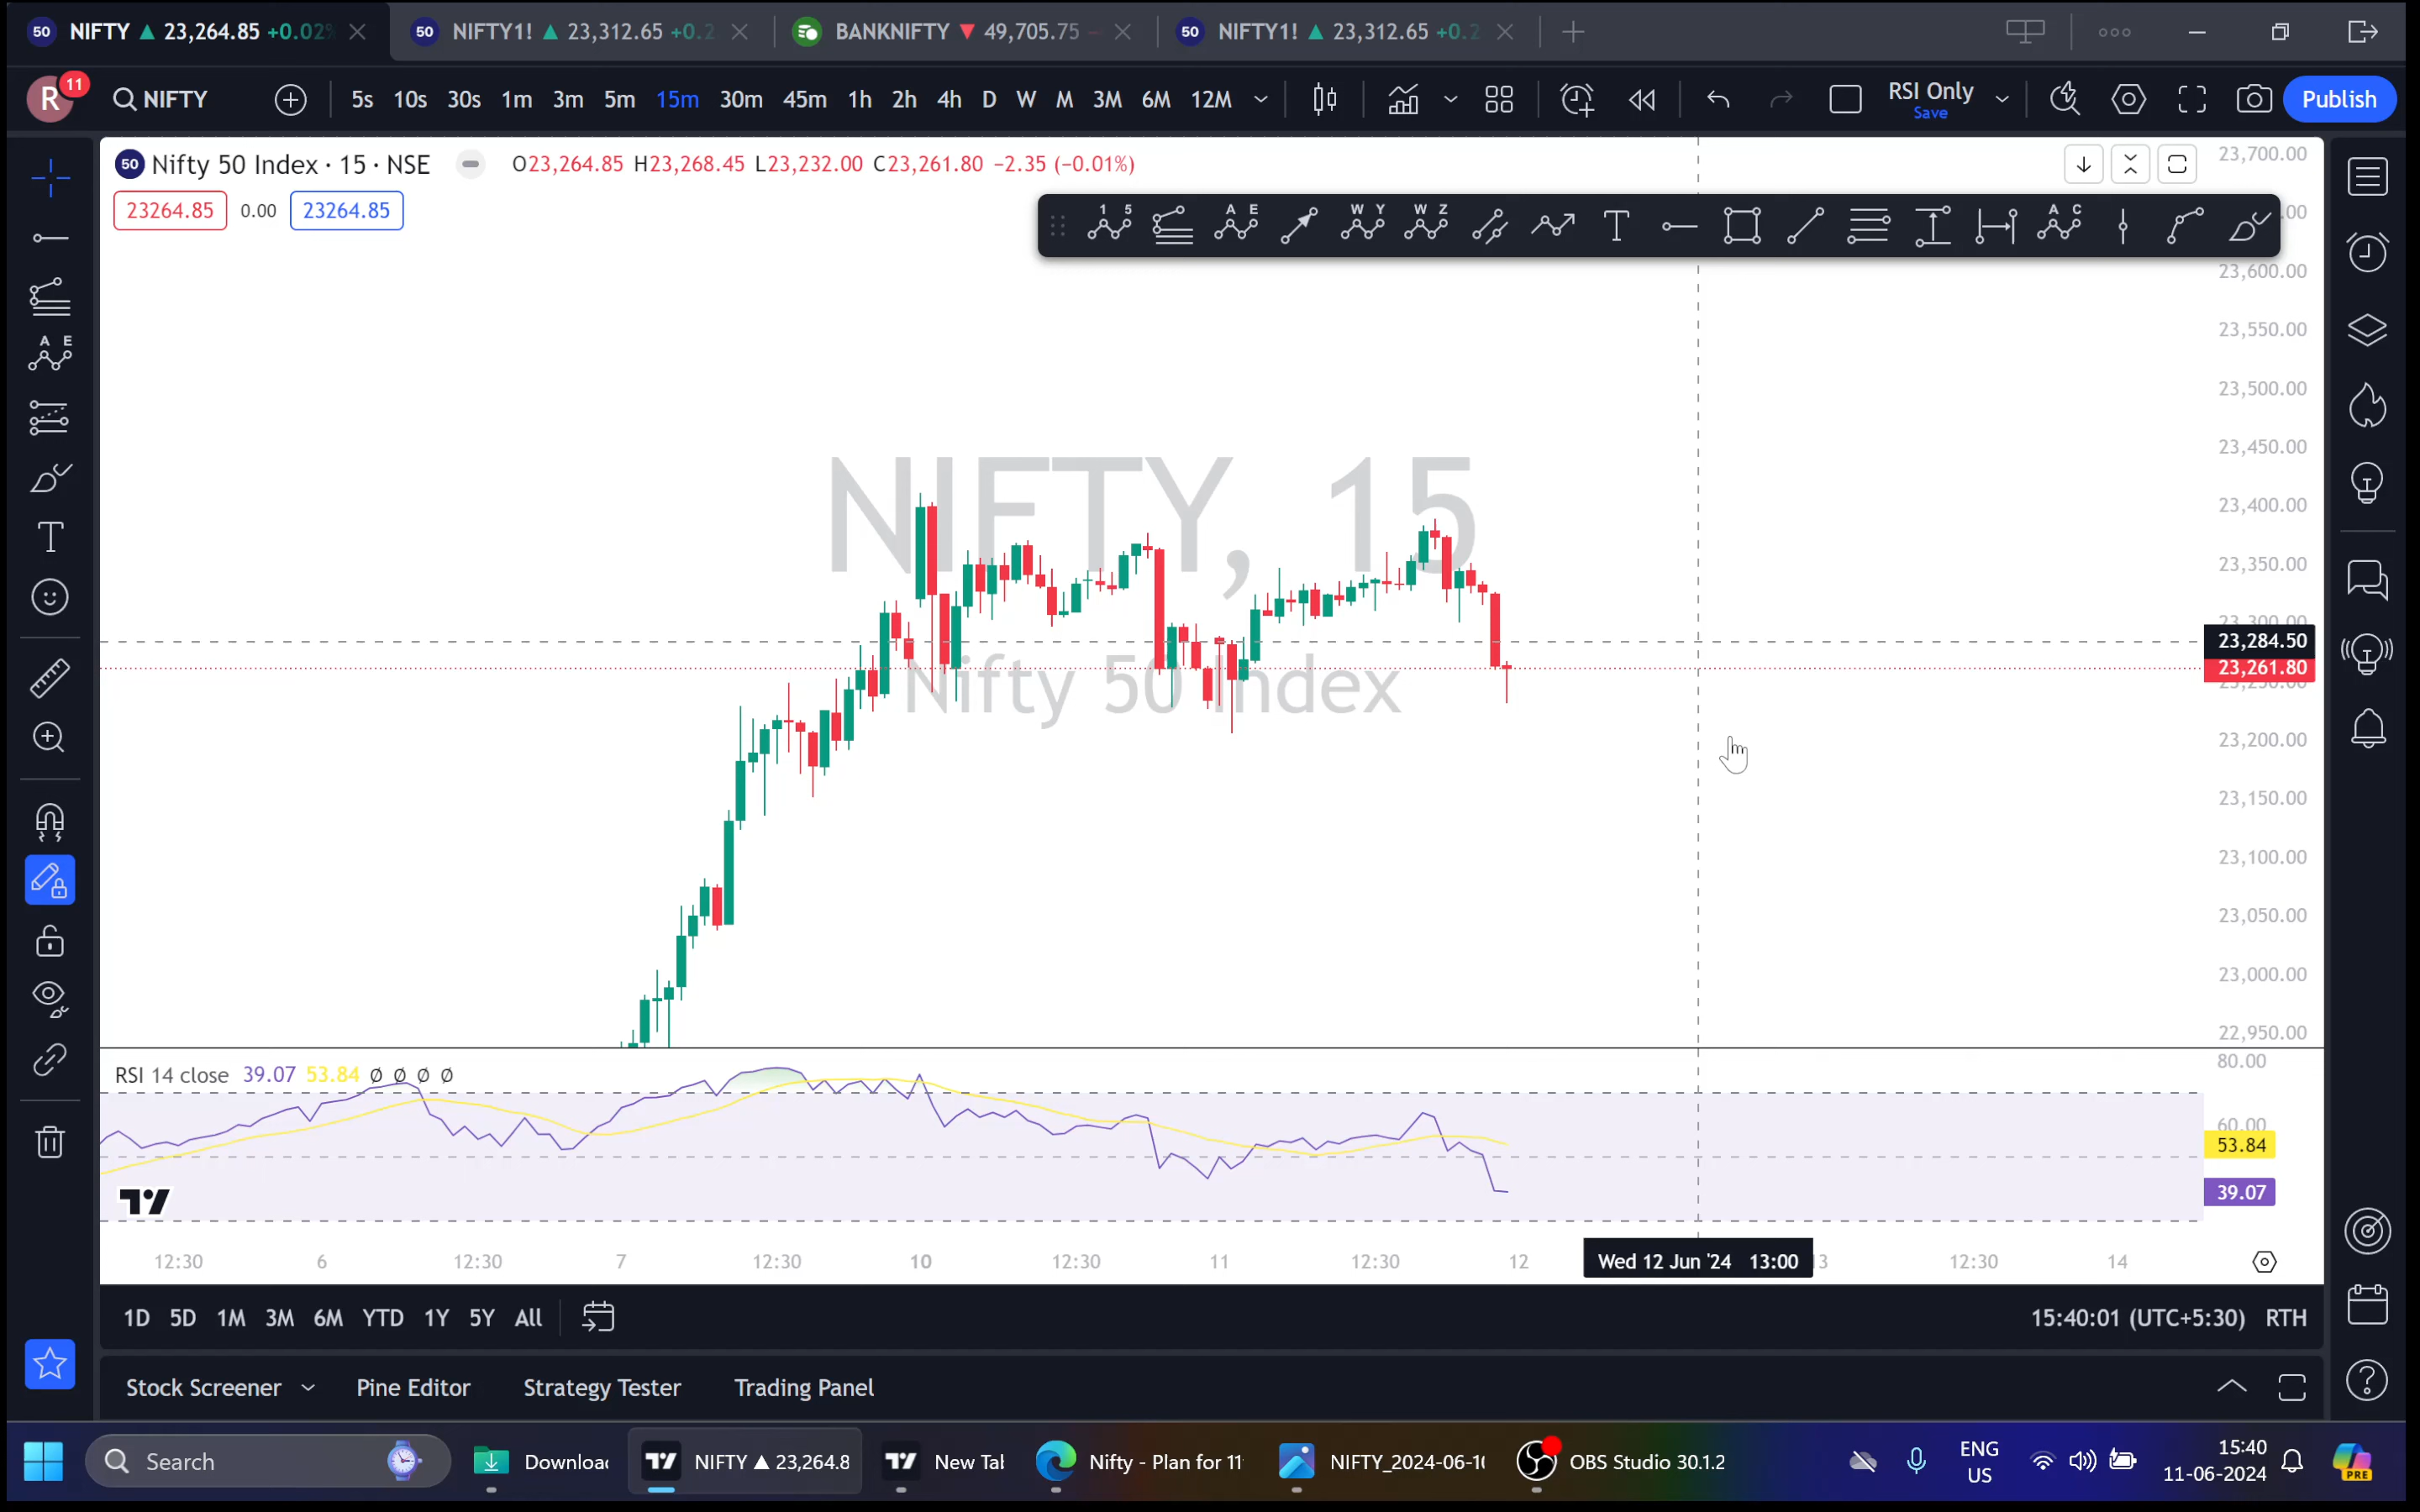 50 NIFTY ▲ 23,264.85 +0.02% 50 NIFTY1! ▲ 23,312.65 +0.2 BANKNIFTY ▼ 49,705.75 50 NIFTY1! ▲ 23,312.65 +0.2
R 11 NIFTY 5s 10s 30s 1m 3m 5m 15m 30m 45m 1h 2h 4h D W M 3M 6M 12M RSI Only Save Publish
50 Nifty 50 Index · 15 · NSE O23,264.85 H23,268.45 L23,232.00 C23,261.80 −2.35 (−0.01%)
23264.85 0.00 23264.85
1 5 A E W Y W Z T A C
A E
T
NIFTY, 15
Nifty 50 Index
23,700.00
23,600.00
23,550.00
23,500.00
23,450.00
23,400.00
23,350.00
23,284.50
23,261.80
23,200.00
23,150.00
23,100.00
23,050.00
23,000.00
22,950.00
RSI 14 close 39.07 53.84 ∅ ∅ ∅ ∅
80.00
60.00
53.84
39.07
12:30 6 12:30 7 12:30 10 12:30 11 12:30 12 Wed 12 Jun '24 13:00 12:30 14
1D 5D 1M 3M 6M YTD 1Y 5Y All 15:40:01 (UTC+5:30) RTH
Stock Screener Pine Editor Strategy Tester Trading Panel
Search NIFTY ▲ 23,264.8 New Tab Nifty - Plan for 11 NIFTY_2024-06-1 OBS Studio 30.1.2 ENG US 15:40 11-06-2024 PRE